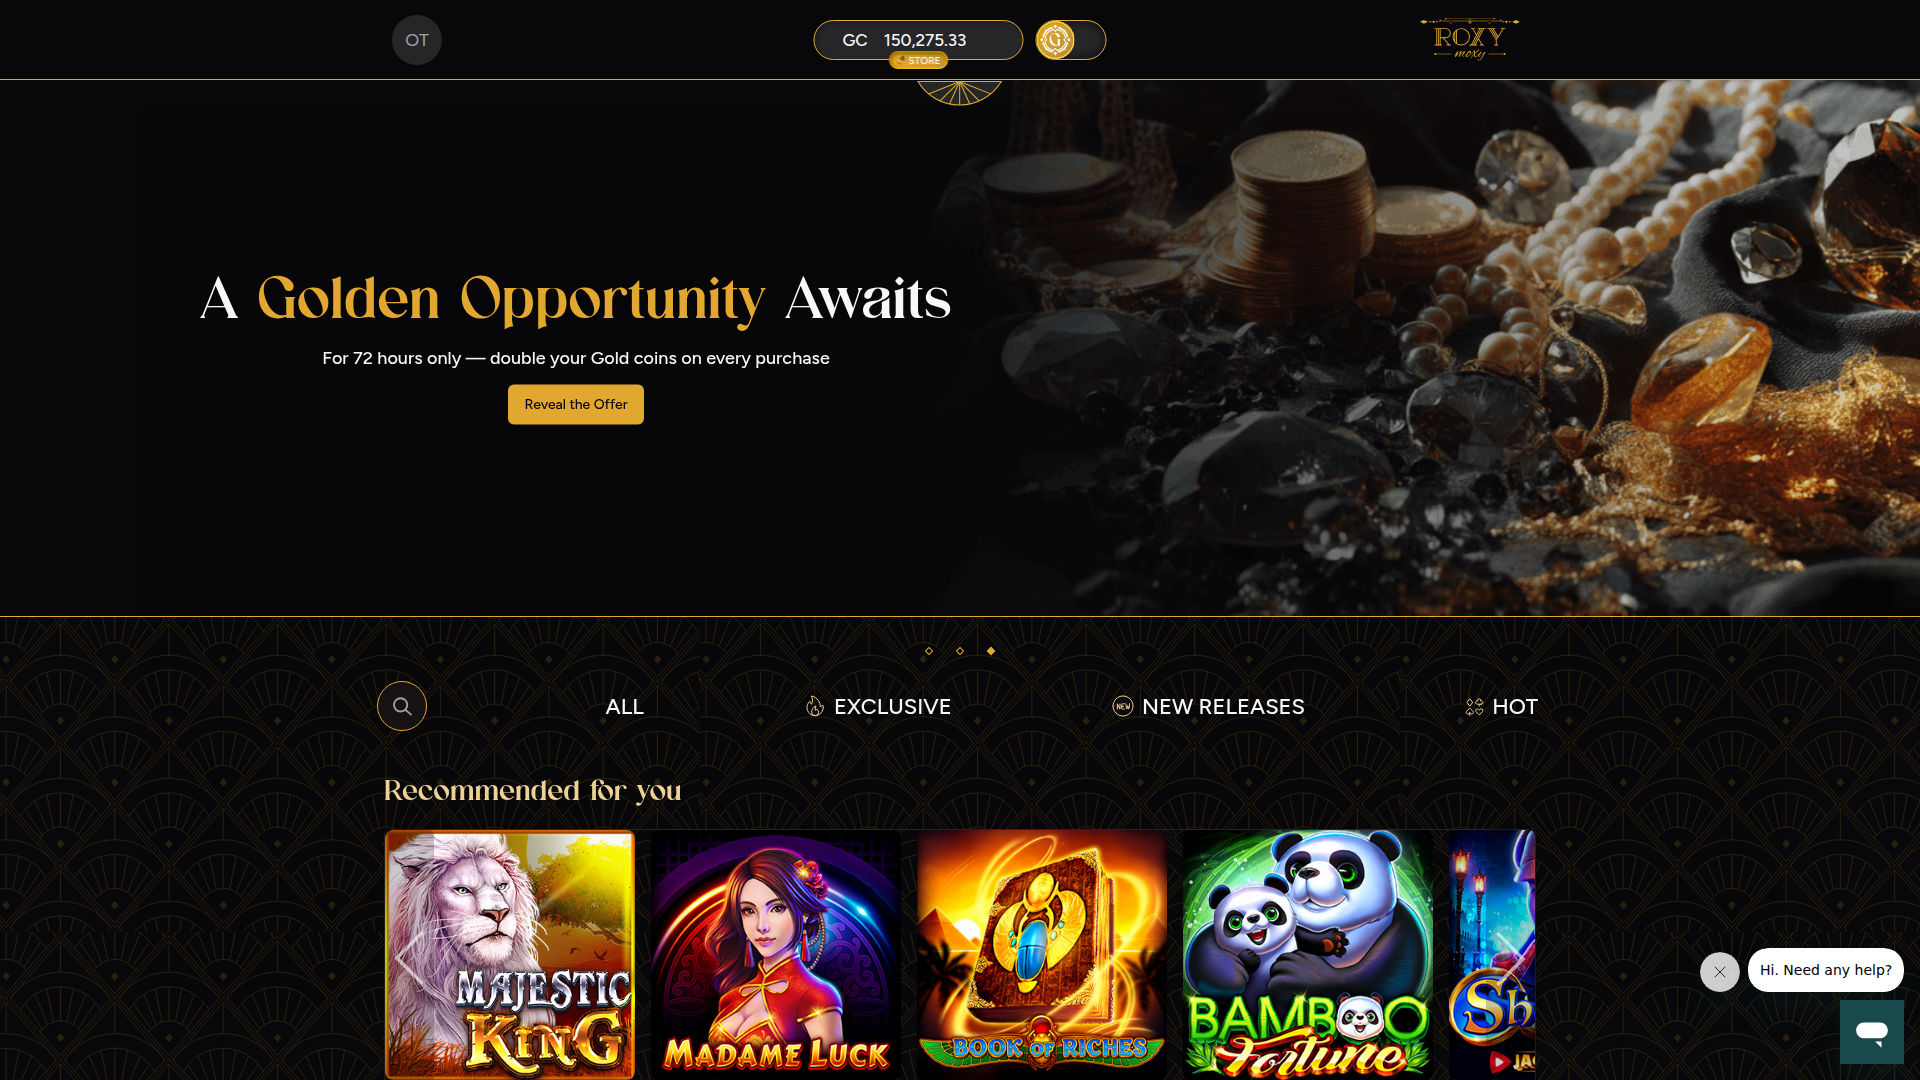 OT
GC 150,275.33
STORE
G
ROXY
moxy
A Golden Opportunity Awaits
For 72 hours only — double your Gold coins on every purchase
Reveal the Offer
ALL
EXCLUSIVE
NEW
NEW RELEASES
HOT
Recommended for you
MAJESTIC
KING
MADAME LUCK
BOOK OF RICHES
BAMBOO
Fortune
Sh
JAC
Hi. Need any help?